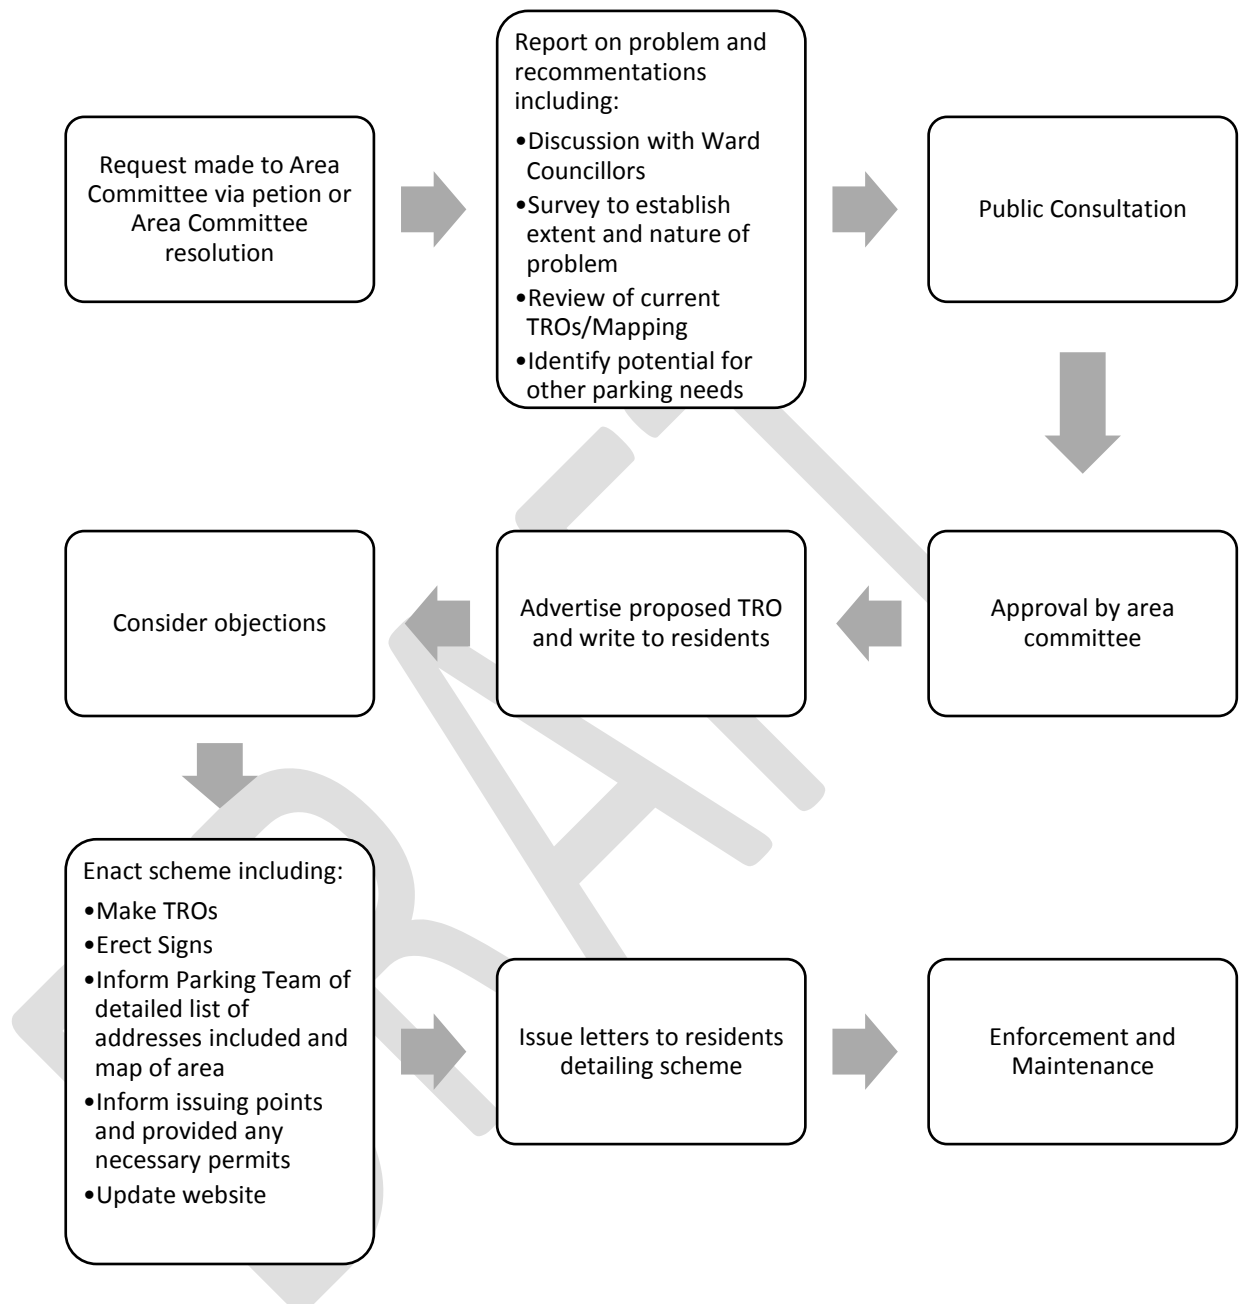 Request made to Area
Committee via petion or
Area Committee
resolution
Report on problem and
recommentations
including:
•Discussion with Ward
Councillors
•Survey to establish
extent and nature of
problem
•Review of current
TROs/Mapping
•Identify potential for
other parking needs
Public Consultation
Approval by area
committee
Advertise proposed TRO
and write to residents
Consider objections
Enact scheme including:
•Make TROs
•Erect Signs
•Inform Parking Team of
detailed list of
addresses included and
map of area
•Inform issuing points
and provided any
necessary permits
•Update website
Issue letters to residents
detailing scheme
Enforcement and
Maintenance
DRAFT